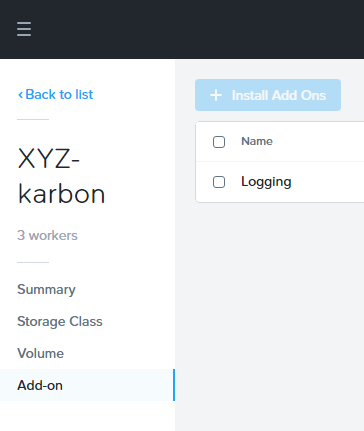 ‹Back to list
XYZ-
karbon
3 workers
Summary
Storage Class
Volume
Add-on
+ Install Add Ons
Name
Logging